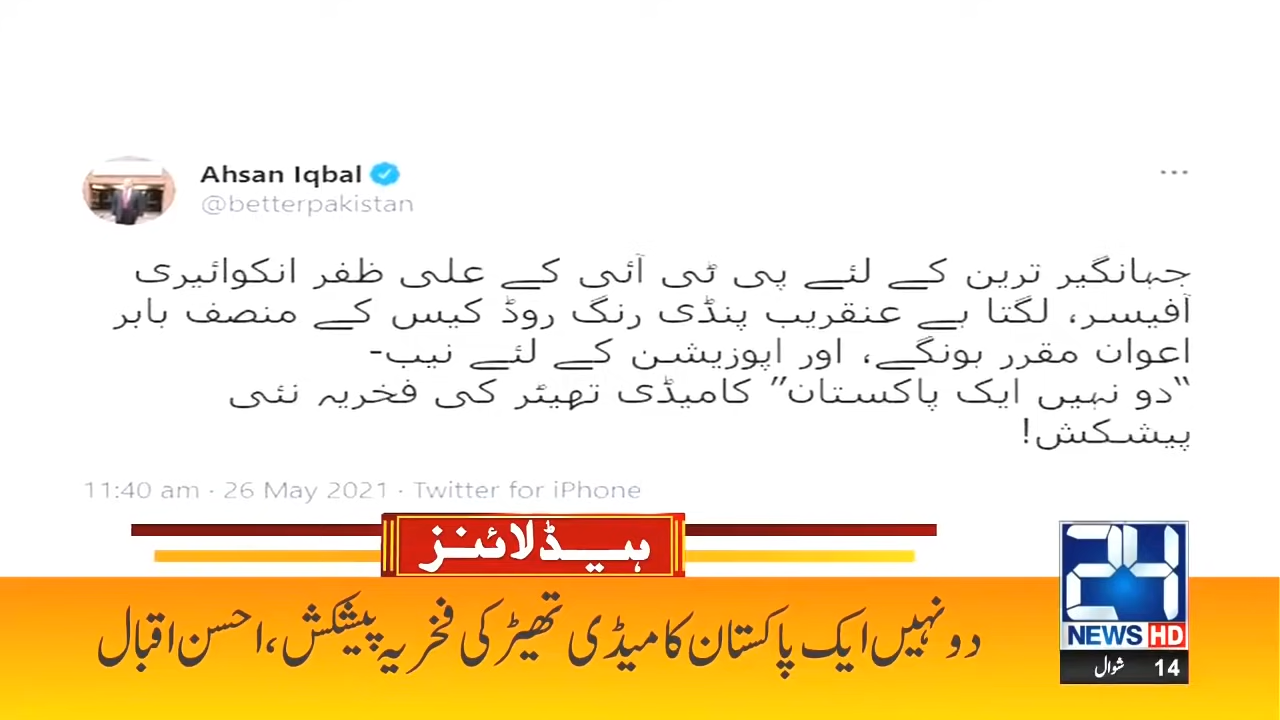 Ahsan Iqbal
@betterpakistan
جہانگیر ترین کے لئے پی ٹی آئی کے علی ظفر انکوائیری
آفیسر، لگتا ہے عنقریب پنڈی رنگ روڈ کیس کے منصف بابر
اعوان مقرر ہونگے، اور اپوزیشن کے لئے نیب-
“دو نہیں ایک پاکستان” کامیڈی تھیٹر کی فخریہ نئی
پیشکش!
11:40 am · 26 May 2021 · Twitter for iPhone
ہیڈلائنز
دو نہیں ایک پاکستان کامیڈی تھیٹر کی فخریہ پیشکش، احسن اقبال
24
NEWS HD
14 شوال